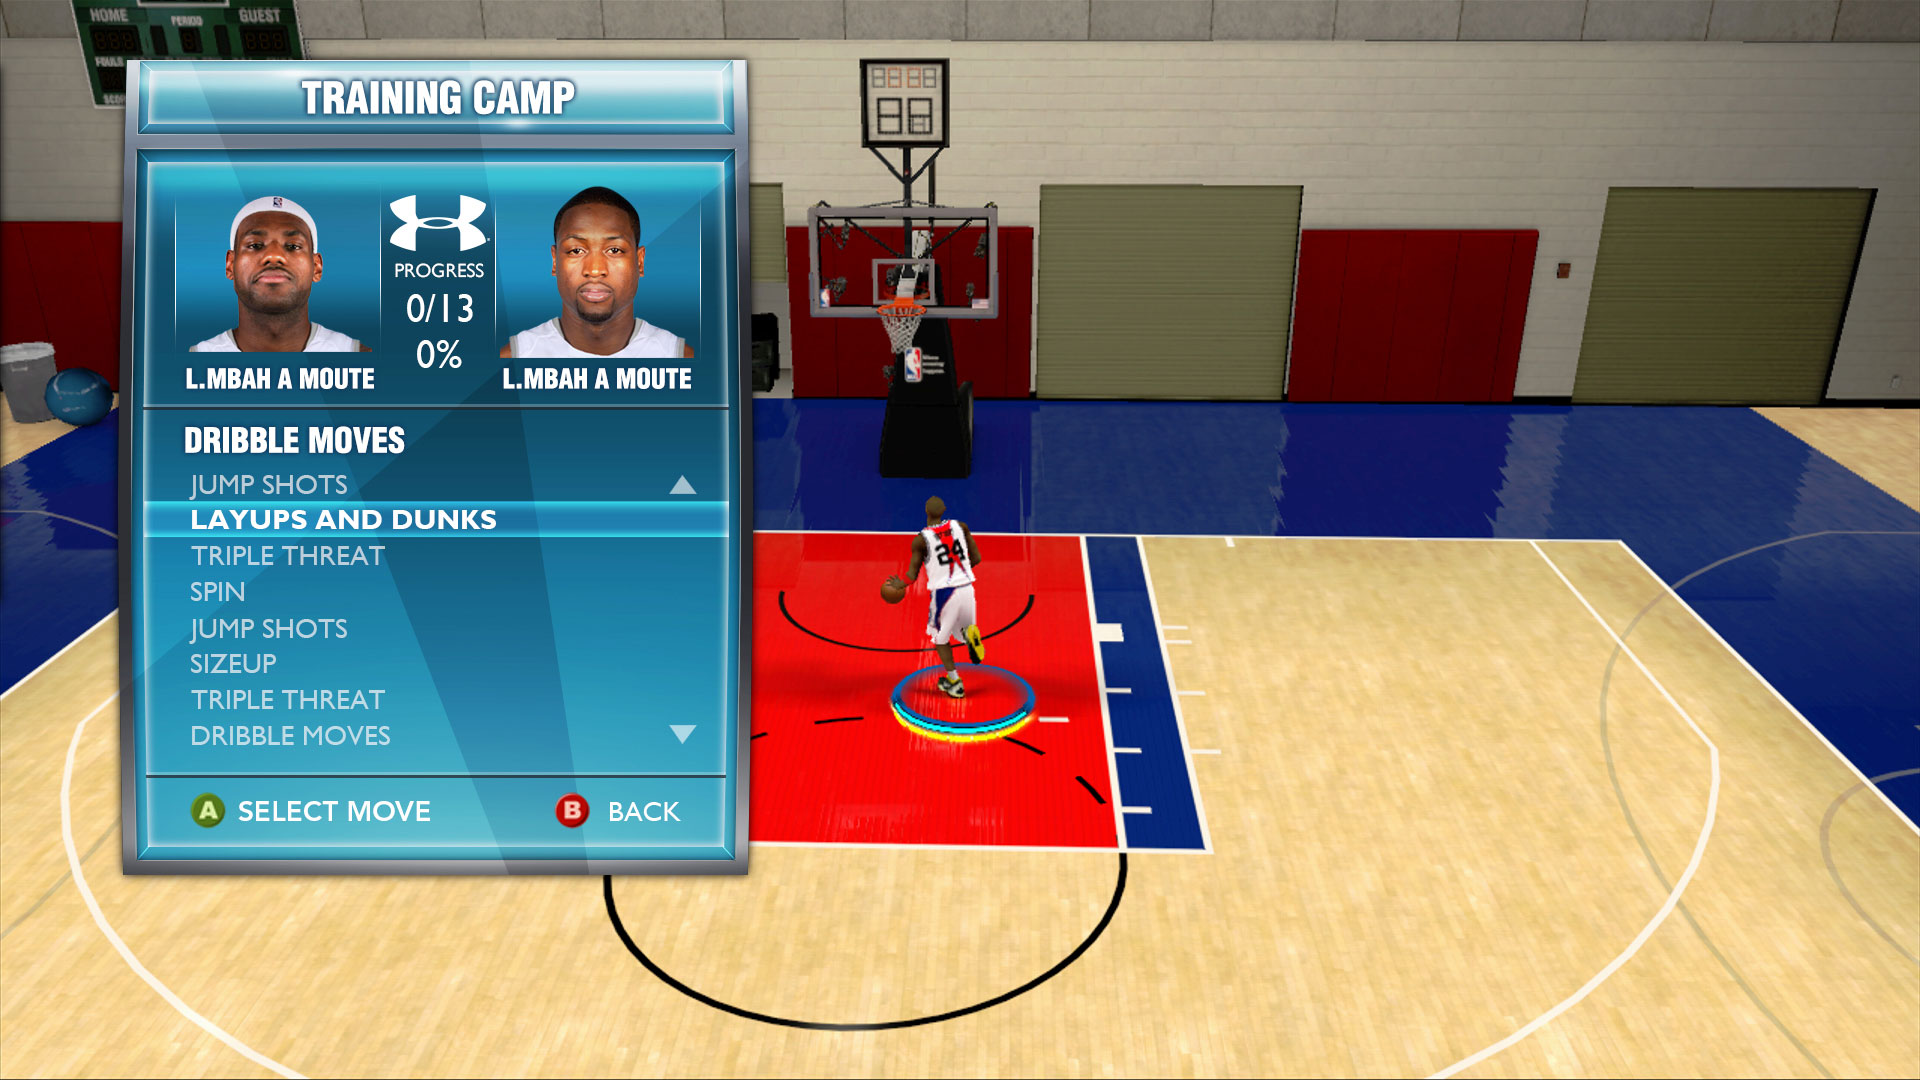 HOME PERIOD GUEST
FOULS
TRAINING CAMP
PROGRESS
0/13
0%
L.MBAH A MOUTE
L.MBAH A MOUTE
DRIBBLE MOVES
JUMP SHOTS
LAYUPS AND DUNKS
TRIPLE THREAT
SPIN
JUMP SHOTS
SIZEUP
TRIPLE THREAT
DRIBBLE MOVES
A SELECT MOVE
B BACK
24